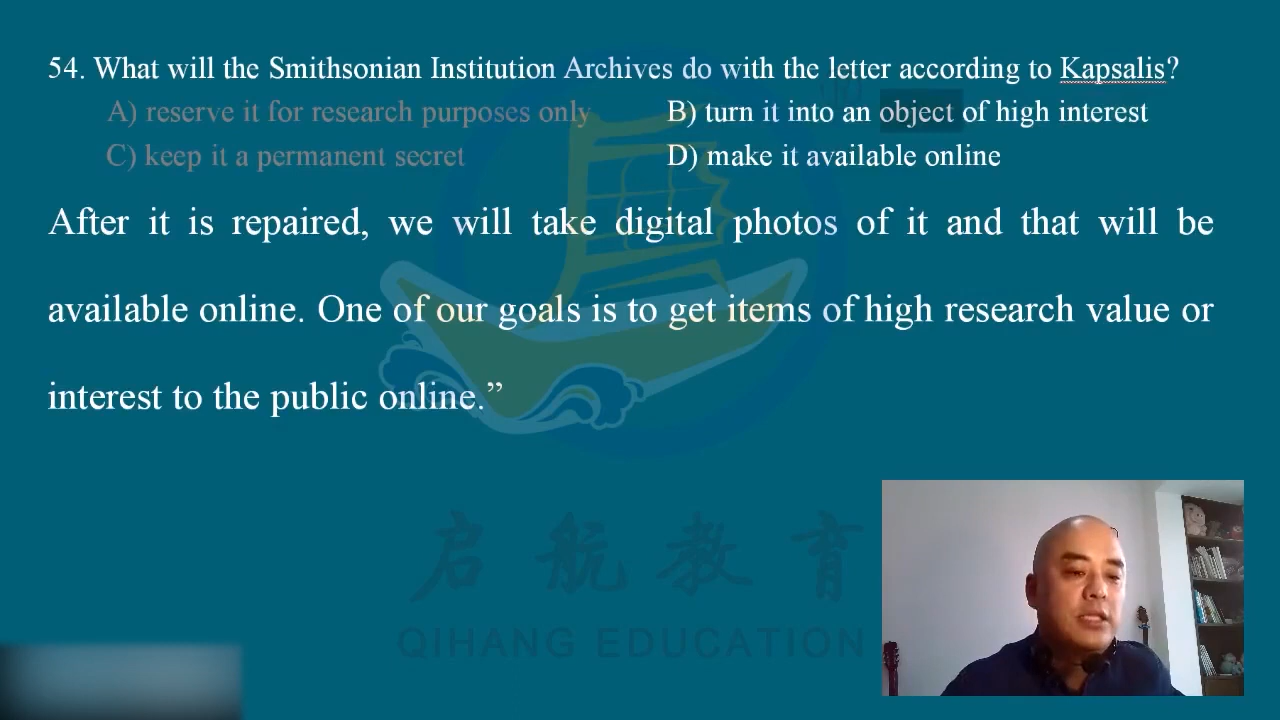 54. What will the Smithsonian Institution Archives do with the letter according to Kapsalis?
A) reserve it for research purposes only B) turn it into an object of high interest
C) keep it a permanent secret D) make it available online
After it is repaired, we will take digital photos of it and that will be
available online. One of our goals is to get items of high research value or
interest to the public online.”
启航教育
QIHANG EDUCATION